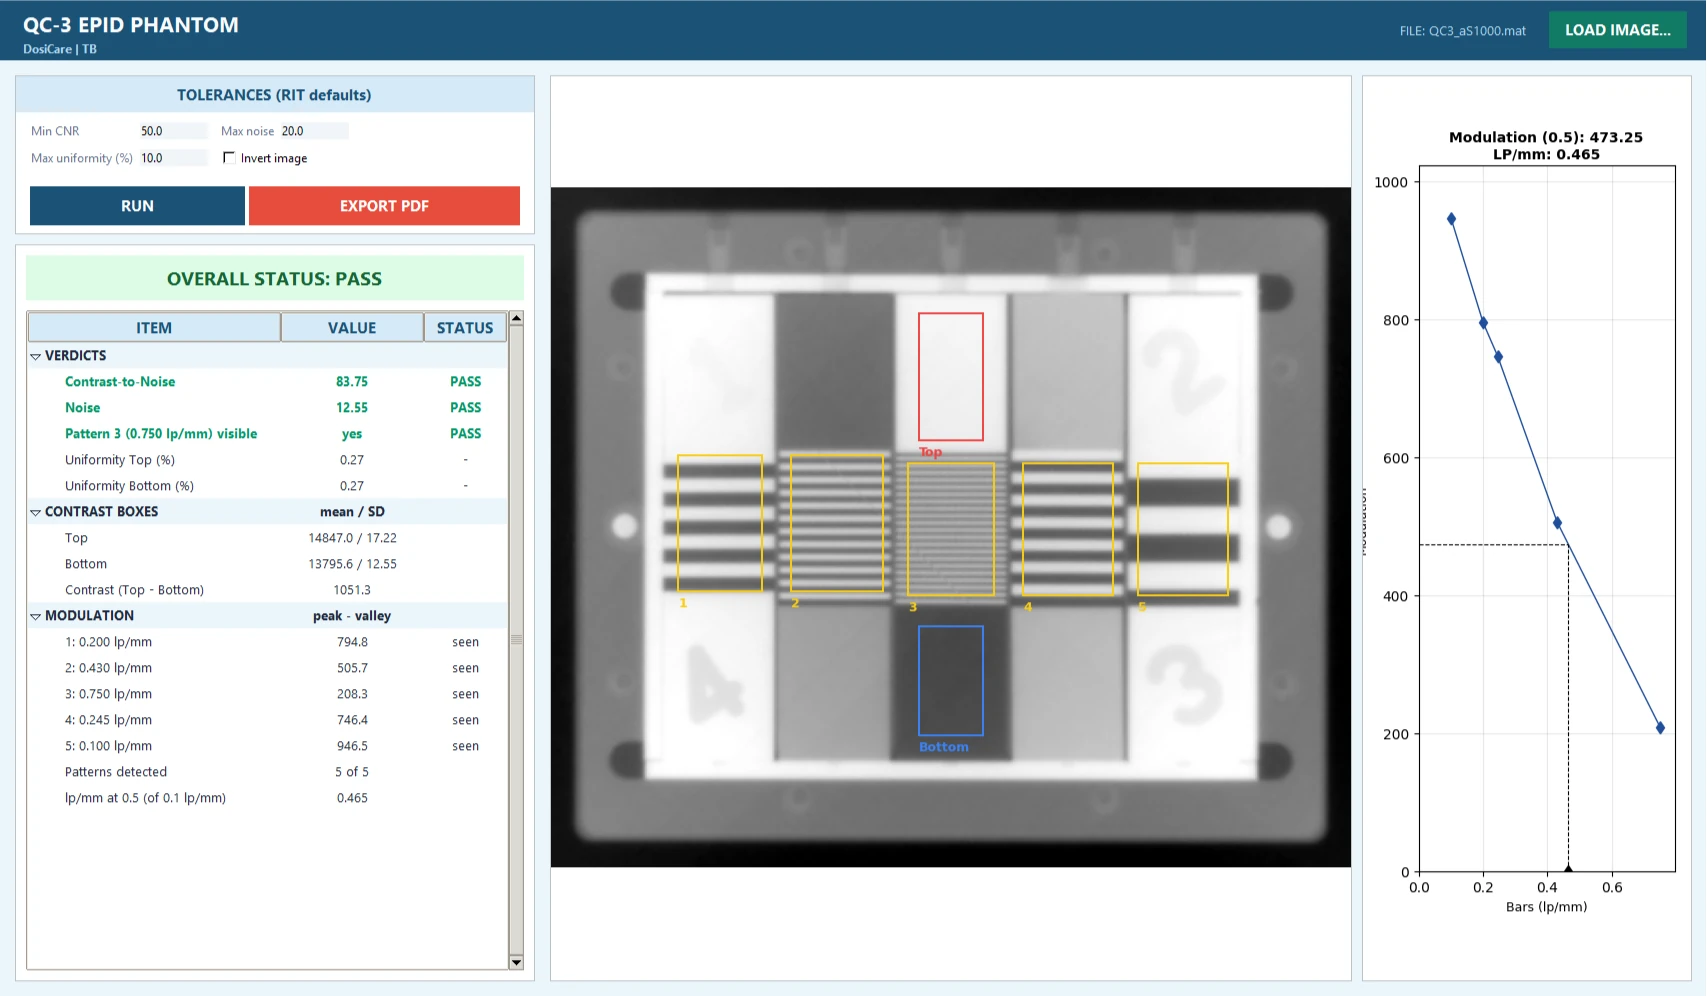 QC-3 EPID PHANTOM
DosiCare | TB
FILE: QC3_aS1000.mat
LOAD IMAGE...
TOLERANCES (RIT defaults)
Min CNR 50.0 Max noise 20.0
Max uniformity (%) 10.0 Invert image
RUN EXPORT PDF
OVERALL STATUS: PASS
ITEM VALUE STATUS
VERDICTS
Contrast-to-Noise 83.75 PASS
Noise 12.55 PASS
Pattern 3 (0.750 lp/mm) visible yes PASS
Uniformity Top (%) 0.27 -
Uniformity Bottom (%) 0.27 -
CONTRAST BOXES mean / SD
Top 14847.0 / 17.22
Bottom 13795.6 / 12.55
Contrast (Top - Bottom) 1051.3
MODULATION peak - valley
1: 0.200 lp/mm 794.8 seen
2: 0.430 lp/mm 505.7 seen
3: 0.750 lp/mm 208.3 seen
4: 0.245 lp/mm 746.4 seen
5: 0.100 lp/mm 946.5 seen
Patterns detected 5 of 5
lp/mm at 0.5 (of 0.1 lp/mm) 0.465
1 2
Top
1 2 3 4 5
4 3
Bottom
Modulation (0.5): 473.25
LP/mm: 0.465
1000
800
600
400
200
0
0.0 0.2 0.4 0.6
Bars (lp/mm)